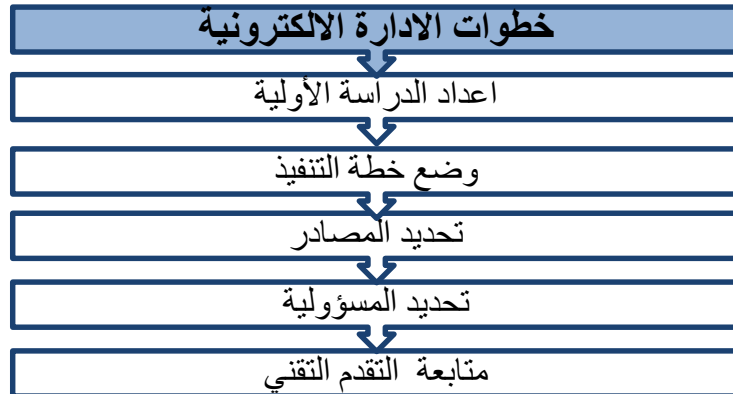 خطوات الادارة الالكترونية
اعداد الدراسة الأولية
وضع خطة التنفيذ
تحديد المصادر
تحديد المسؤولية
متابعة التقدم التقني